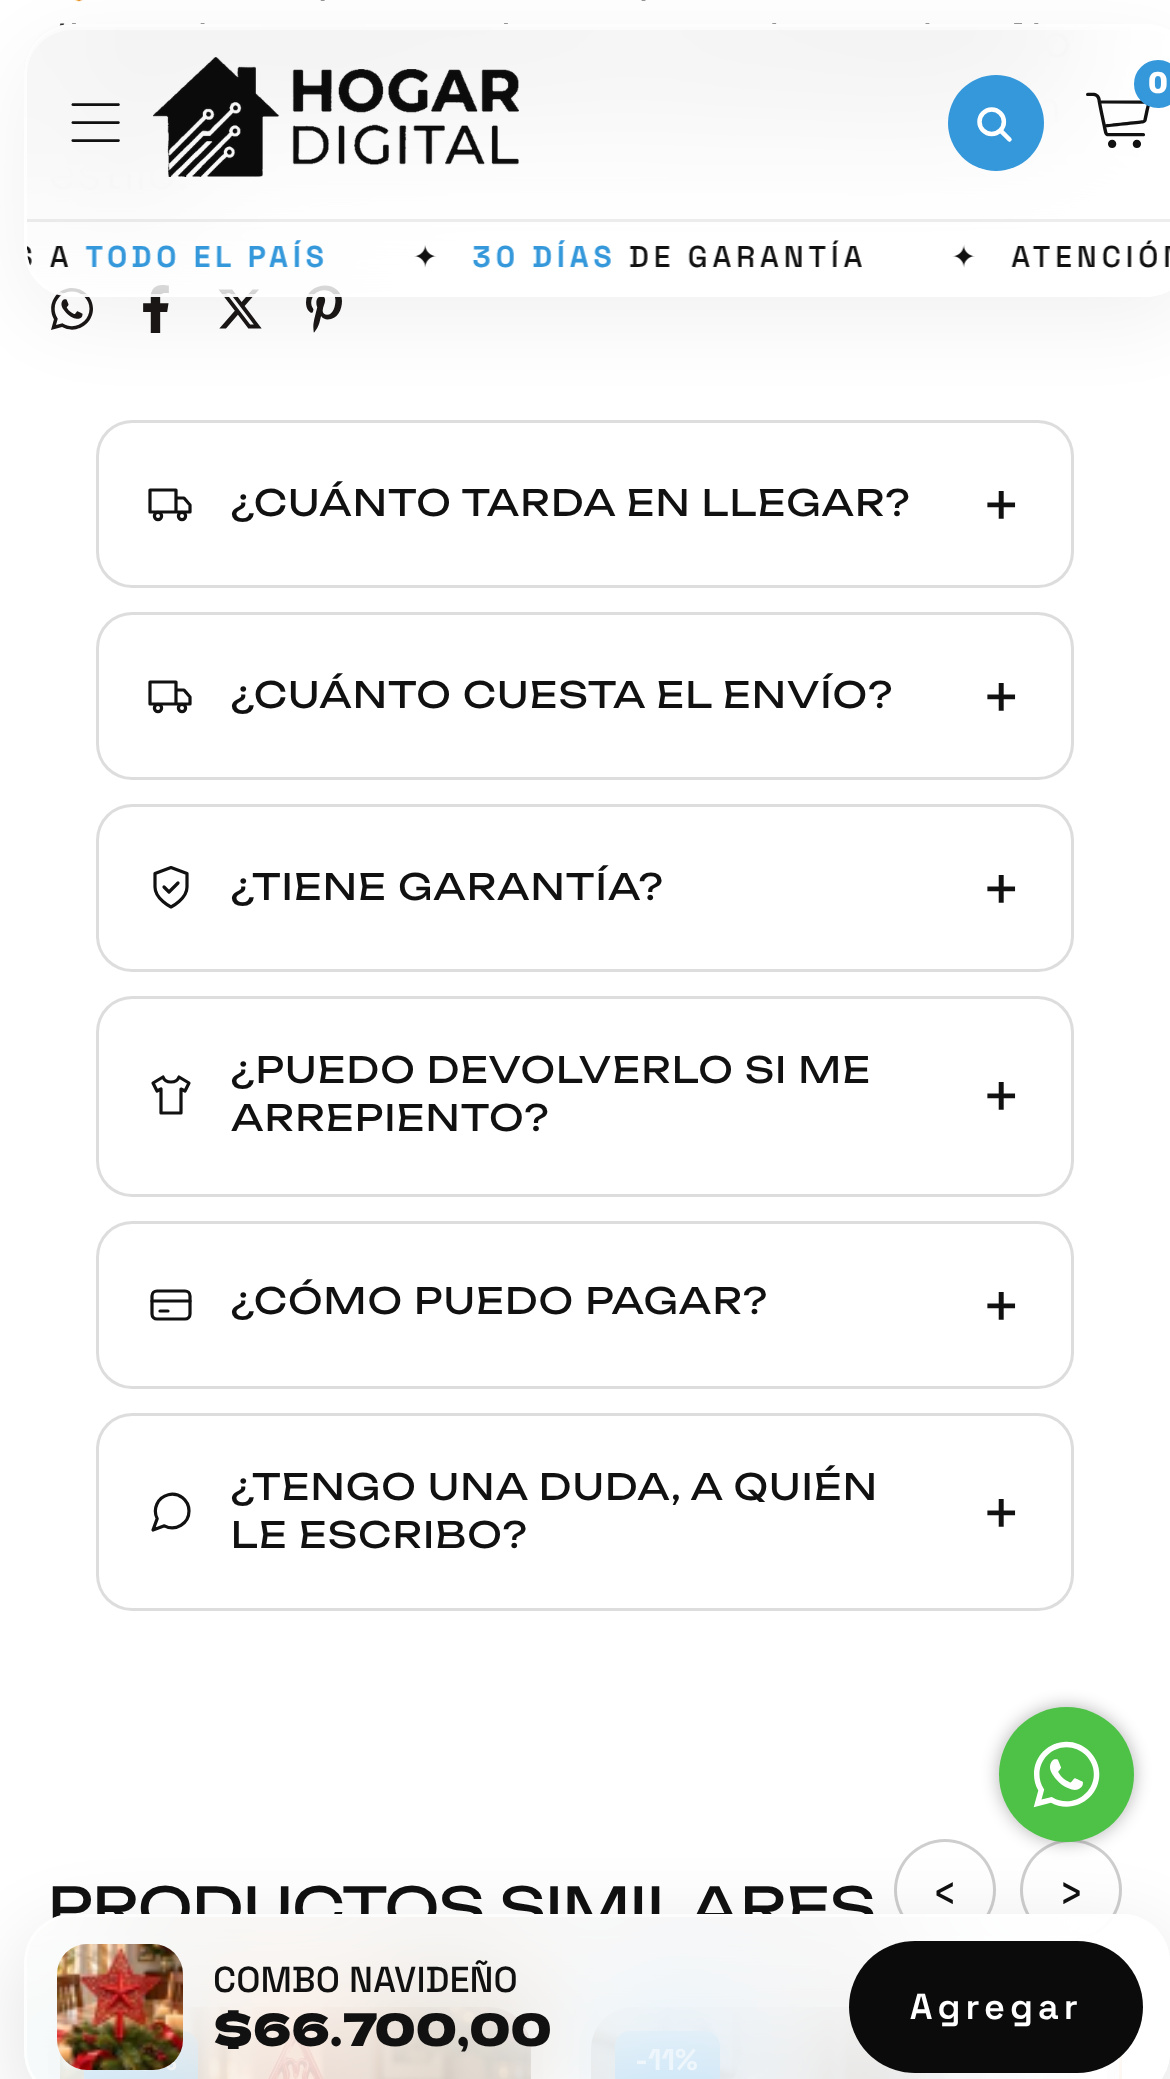 HOGAR
DIGITAL
0
A TODO EL PAÍS ✦ 30 DÍAS DE GARANTÍA ✦ ATENCIÓN
¿CUÁNTO TARDA EN LLEGAR? +
¿CUÁNTO CUESTA EL ENVÍO? +
¿TIENE GARANTÍA? +
¿PUEDO DEVOLVERLO SI ME
ARREPIENTO? +
¿CÓMO PUEDO PAGAR? +
¿TENGO UNA DUDA, A QUIÉN
LE ESCRIBO? +
PRODUCTOS SIMILARES < >
COMBO NAVIDEÑO
$66.700,00
Agregar
-11%